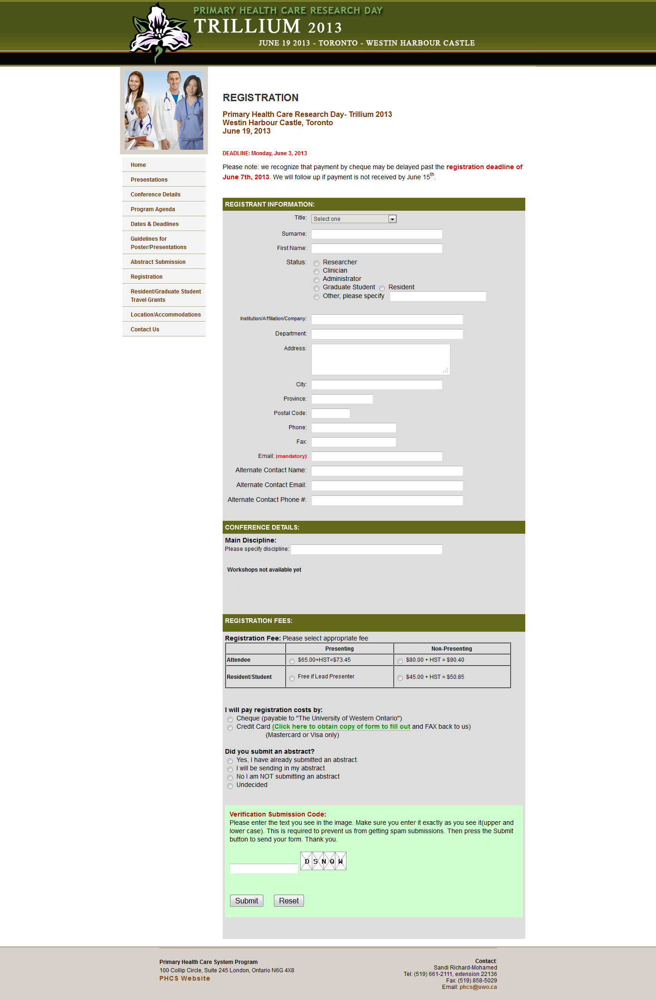 PRIMARY HEALTH CARE RESEARCH DAY
TRILLIUM 2013
JUNE 19 2013 - TORONTO - WESTIN HARBOUR CASTLE
Home
Presentations
Conference Details
Program Agenda
Dates & Deadlines
Guidelines for
Poster/Presentations
Abstract Submission
Registration
Resident/Graduate Student
Travel Grants
Location/Accommodations
Contact Us
REGISTRATION
Primary Health Care Research Day- Trillium 2013
Westin Harbour Castle, Toronto
June 19, 2013
DEADLINE: Monday, June 3, 2013
Please note: we recognize that payment by cheque may be delayed past the registration deadline of
June 7th, 2013. We will follow up if payment is not received by June 15th.
REGISTRANT INFORMATION:
Title: Select one
Surname:
First Name:
Status: Researcher
Clinician
Administrator
Graduate Student Resident
Other, please specify
Institution/Affiliation/Company:
Department:
Address:
City:
Province:
Postal Code:
Phone:
Fax:
Email: (mandatory)
Alternate Contact Name:
Alternate Contact Email:
Alternate Contact Phone #:
CONFERENCE DETAILS:
Main Discipline:
Please specify discipline:
Workshops not available yet
REGISTRATION FEES:
Registration Fee: Please select appropriate fee
Presenting Non-Presenting
Attendee $65.00+HST=$73.45 $80.00 + HST = $90.40
Resident/Student Free if Lead Presenter $45.00 + HST = $50.85
I will pay registration costs by:
Cheque (payable to "The University of Western Ontario")
Credit Card (Click here to obtain copy of form to fill out and FAX back to us)
(Mastercard or Visa only)
Did you submit an abstract?
Yes, I have already submitted an abstract.
I will be sending in my abstract.
No I am NOT submitting an abstract
Undecided
Verification Submission Code:
Please enter the text you see in the image. Make sure you enter it exactly as you see it(upper and
lower case). This is required to prevent us from getting spam submissions. Then press the Submit
button to send your form. Thank you.
DSNQW
Submit Reset
Primary Health Care System Program
100 Collip Circle, Suite 245 London, Ontario N6G 4X8
PHCS Website
Contact:
Sandi Richard-Mohamed
Tel: (519) 661-2111, extension 22136
Fax: (519) 858-5029
Email: phcs@uwo.ca